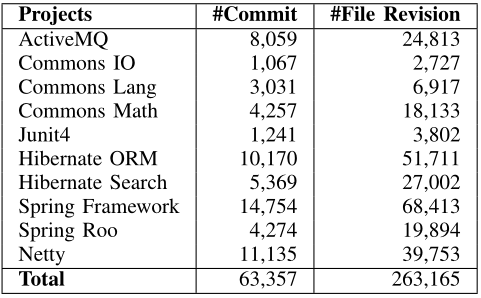 Projects #Commit #File Revision
ActiveMQ 8,059 24,813
Commons IO 1,067 2,727
Commons Lang 3,031 6,917
Commons Math 4,257 18,133
Junit4 1,241 3,802
Hibernate ORM 10,170 51,711
Hibernate Search 5,369 27,002
Spring Framework 14,754 68,413
Spring Roo 4,274 19,894
Netty 11,135 39,753
Total 63,357 263,165